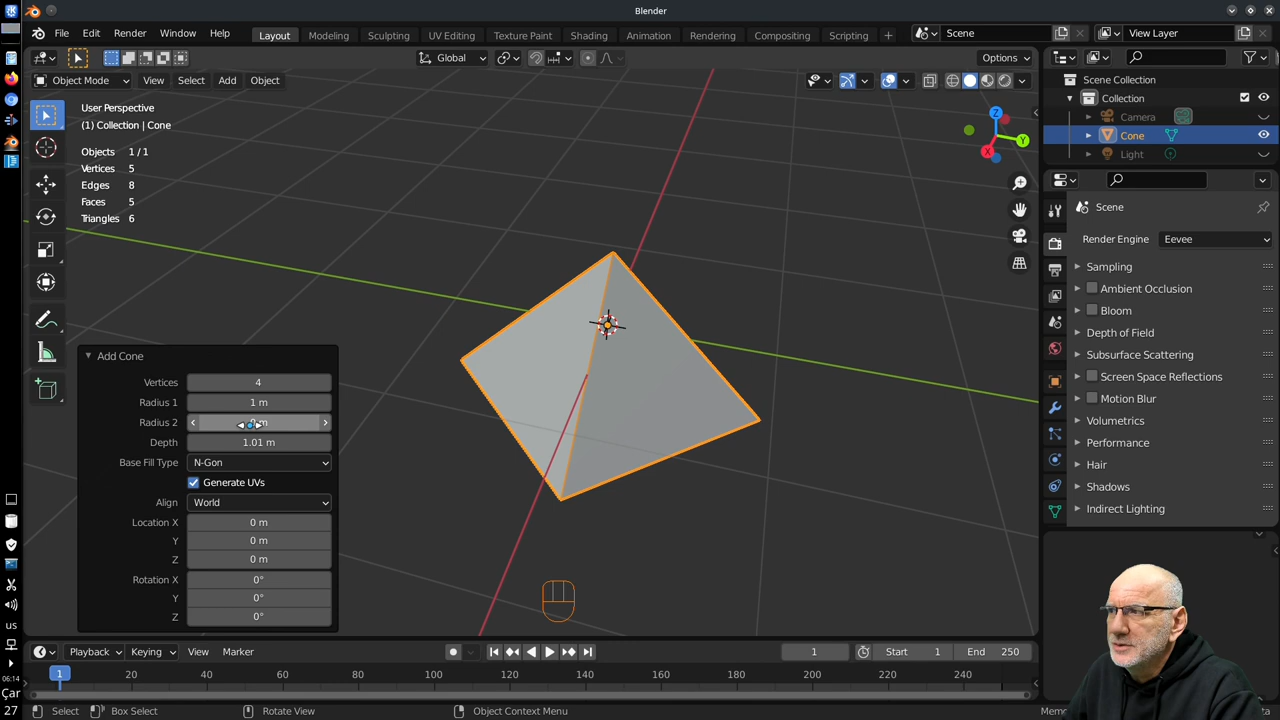 Blender
File Edit Render Window Help
Layout Modeling Sculpting UV Editing Texture Paint Shading Animation Rendering Compositing Scripting +
Scene
View Layer
Global
Options
Object Mode View Select Add Object
User Perspective
(1) Collection | Cone
Objects 1/1
Vertices 5
Edges 8
Faces 5
Triangles 6
Z
Y
X
Add Cone
Vertices 4
Radius 1 1 m
Radius 2
Depth 1.01 m
Base Fill Type N-Gon
Generate UVs
Align World
Location X 0 m
Y 0 m
Z 0 m
Rotation X 0°
Y 0°
Z 0°
Scene Collection
Collection
Camera
Cone
Light
Scene
Render Engine Eevee
Sampling
Ambient Occlusion
Bloom
Depth of Field
Subsurface Scattering
Screen Space Reflections
Motion Blur
Volumetrics
Performance
Hair
Shadows
Indirect Lighting
Playback Keying View Marker
1
Start 1
End 250
1 20 40 60 80 100 120 140 160 180 200 220 240
us
06:14
Çar
27
Select Box Select Rotate View Object Context Menu